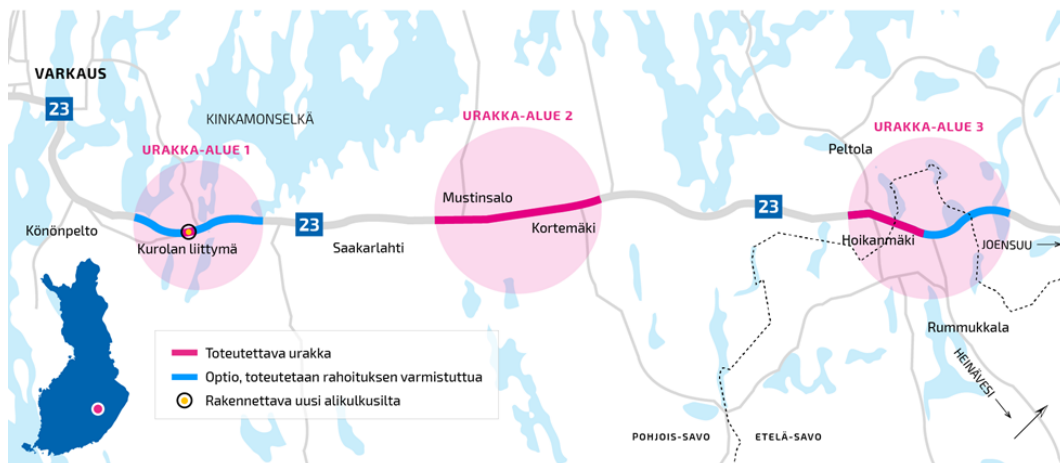 VARKAUS
23
KINKAMONSELKÄ
URAKKA-ALUE 1
URAKKA-ALUE 2
URAKKA-ALUE 3
Peltola
Mustinsalo
Kortemäki
23
23
Könönpelto
Kurolan liittymä
Saakarlahti
Hoikanmäki
JOENSUU
Rummukkala
HEINÄVESI
Toteutettava urakka
Optio, toteutetaan rahoituksen varmistuttua
Rakennettava uusi alikulkusilta
POHJOIS-SAVO
ETELÄ-SAVO